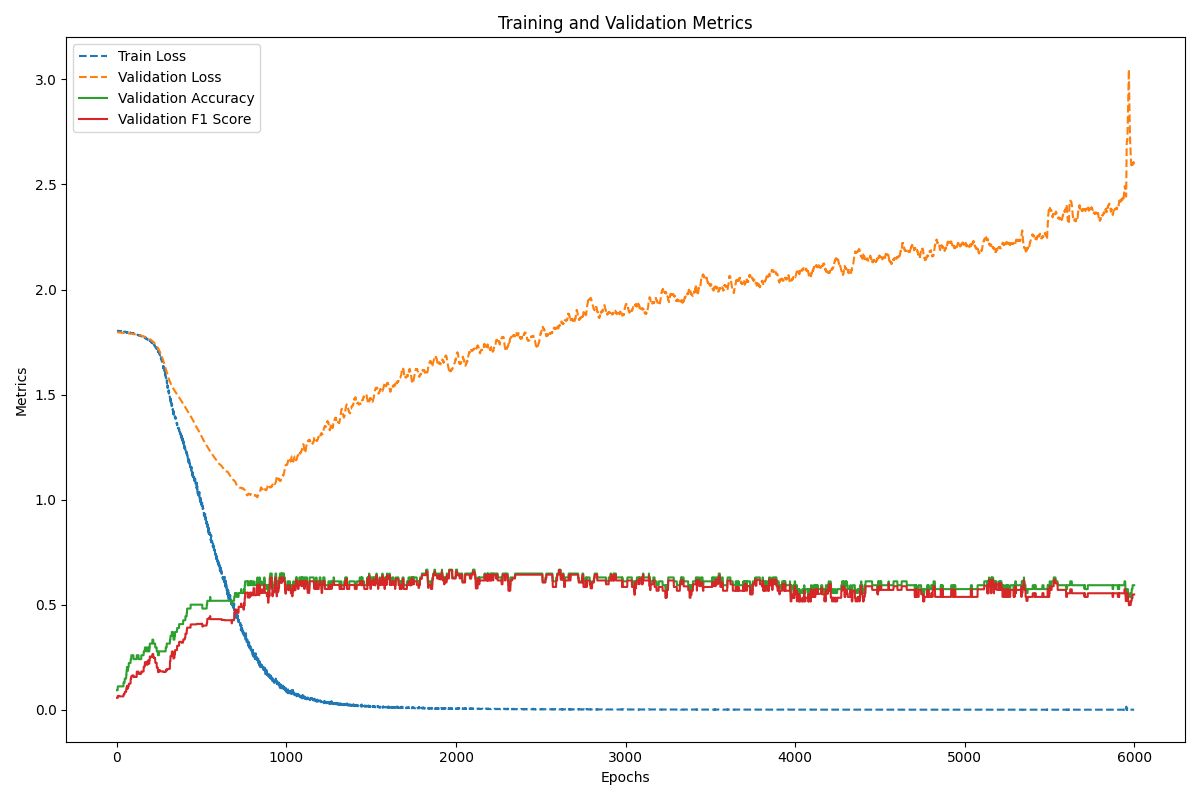 Training and Validation Metrics
Train Loss
Validation Loss
Validation Accuracy
Validation F1 Score
Metrics
3.0
2.5
2.0
1.5
1.0
0.5
0.0
0 1000 2000 3000 4000 5000 6000
Epochs